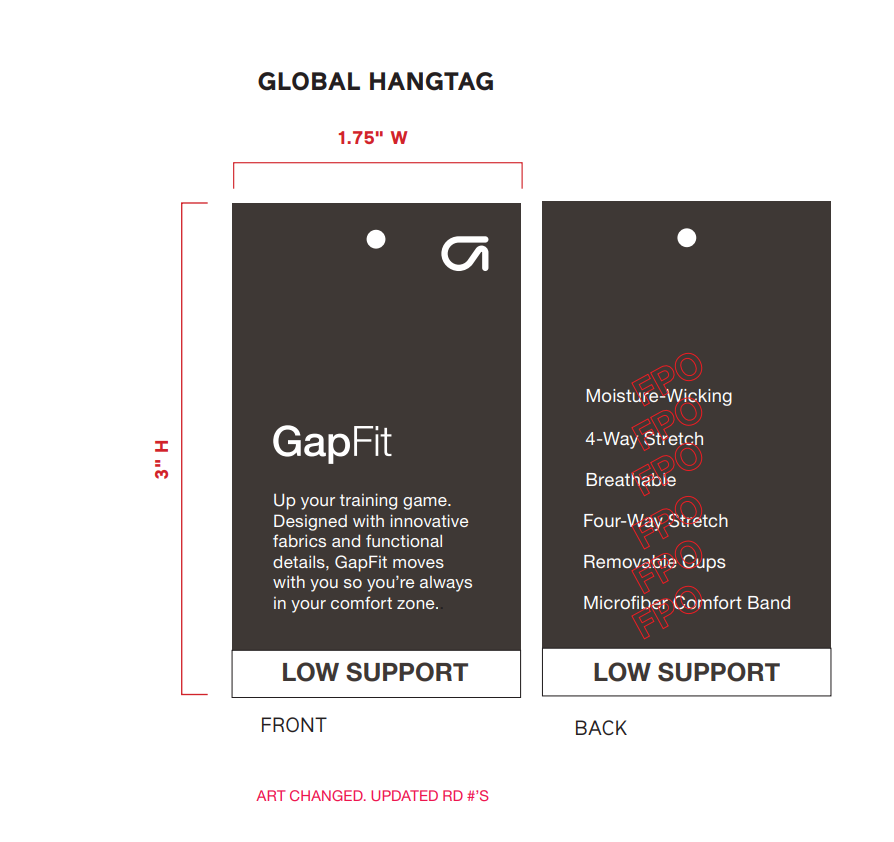 GLOBAL HANGTAG
1.75" W
3" H
GapFit
Up your training game.
Designed with innovative
fabrics and functional
details, GapFit moves
with you so you're always
in your comfort zone.
LOW SUPPORT
FRONT
FPO
Moisture-Wicking
FPO
4-Way Stretch
FPO
Breathable
FPO
Four-Way Stretch
FPO
Removable Cups
FPO
Microfiber Comfort Band
LOW SUPPORT
BACK
ART CHANGED. UPDATED RD #'S